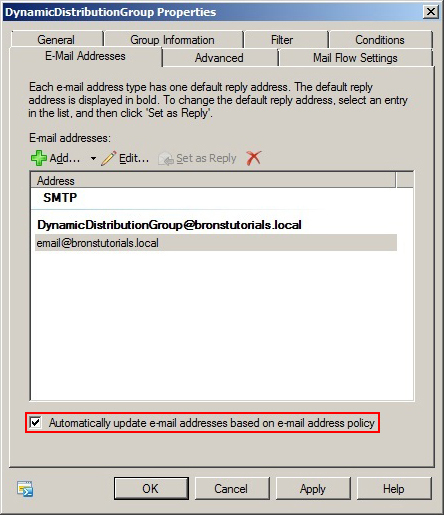 DynamicDistributionGroup Properties
General
Group Information
Filter
Conditions
E-Mail Addresses
Advanced
Mail Flow Settings
Each e-mail address type has one default reply address. The default reply
address is displayed in bold. To change the default reply address, select an entry
in the list, and then click 'Set as Reply'.
E-mail addresses:
Add...
Edit...
Set as Reply
Address
SMTP
DynamicDistributionGroup@bronstutorials.local
email@bronstutorials.local
Automatically update e-mail addresses based on e-mail address policy
OK
Cancel
Apply
Help